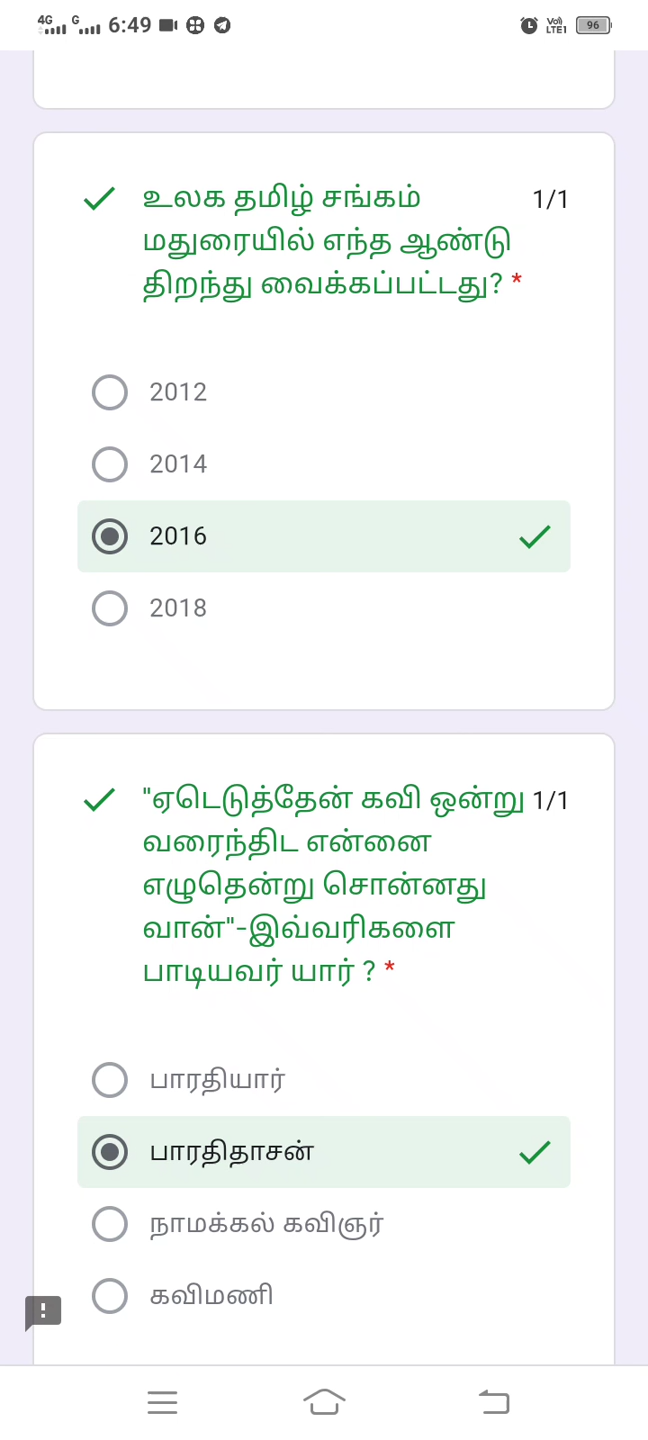 4G G 6:49 Vo) LTE1 96
உலக தமிழ் சங்கம் 1/1
மதுரையில் எந்த ஆண்டு
திறந்து வைக்கப்பட்டது? *
2012
2014
2016
2018
"ஏடெடுத்தேன் கவி ஒன்று 1/1
வரைந்திட என்னை
எழுதென்று சொன்னது
வான்"-இவ்வரிகளை
பாடியவர் யார் ? *
பாரதியார்
பாரதிதாசன்
நாமக்கல் கவிஞர்
கவிமணி